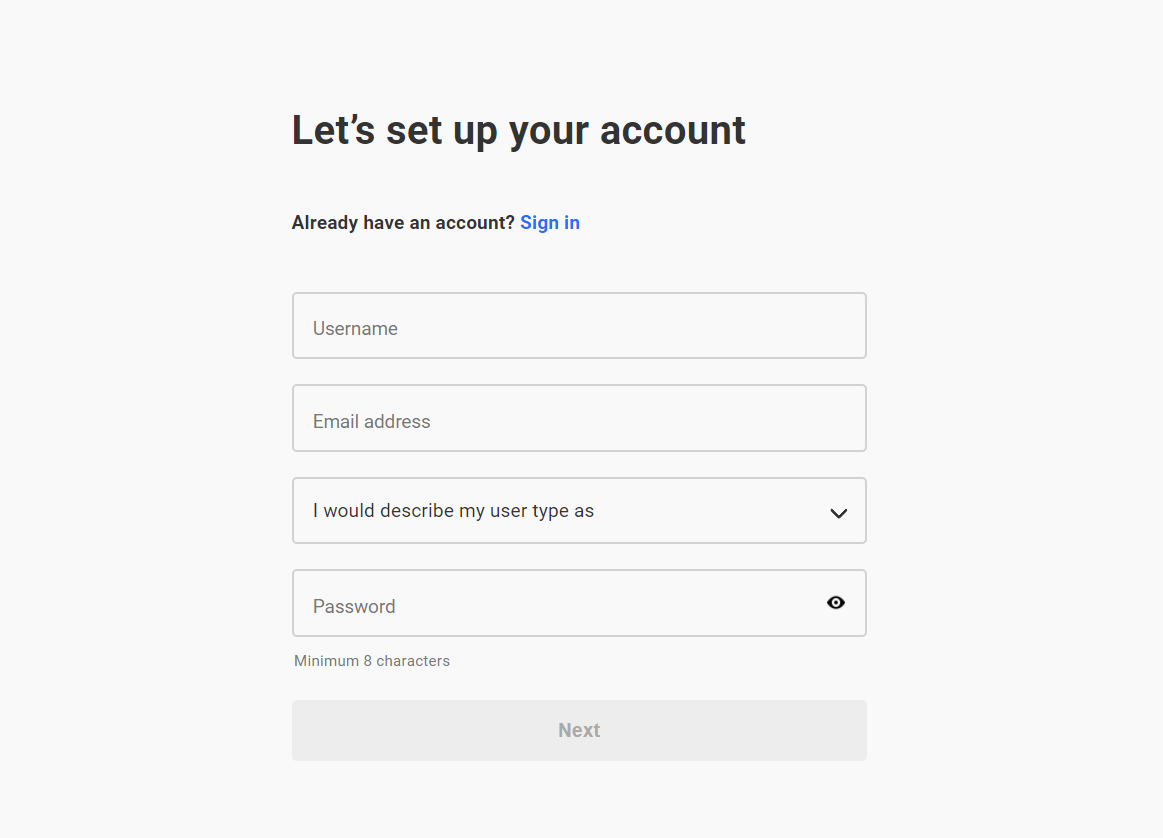 Let’s set up your account
Already have an account? Sign in
Username
Email address
I would describe my user type as
Password
Minimum 8 characters
Next